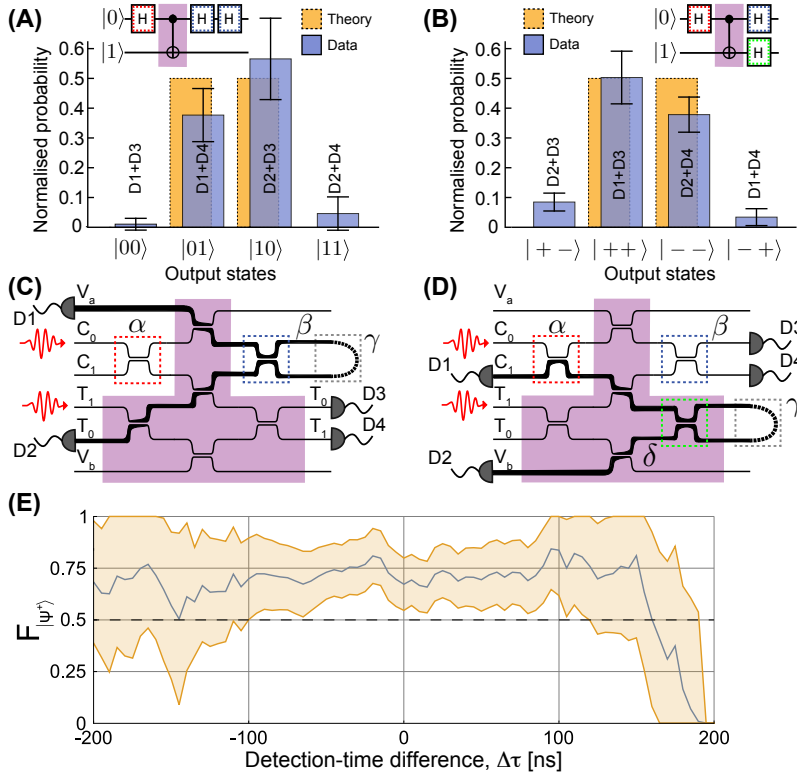 (A)
|0⟩ H H H
|1⟩
Theory
Data
Normalised probability
0.6
0.5
0.4
0.3
0.2
0.1
0
D1+D3
D1+D4
D2+D3
D2+D4
|00⟩ |01⟩ |10⟩ |11⟩
Output states
(B)
Theory
Data
|0⟩ H H
|1⟩ H
Normalised probability
0.6
0.5
0.4
0.3
0.2
0.1
0
D2+D3
D1+D3
D2+D4
D1+D4
|+−⟩ |++⟩ |−−⟩ |−+⟩
Output states
(C)
D1
Va
C0
α
β
γ
C1
T1
T0 D3
T0
T1 D4
D2
Vb
(D)
Va
C0
α
β
D3
D1
C1
D4
T1
γ
T0
D2
Vb
δ
(E)
F|Ψ+⟩
1
0.75
0.5
0.25
0
-200 -100 0 100 200
Detection-time difference, Δτ [ns]